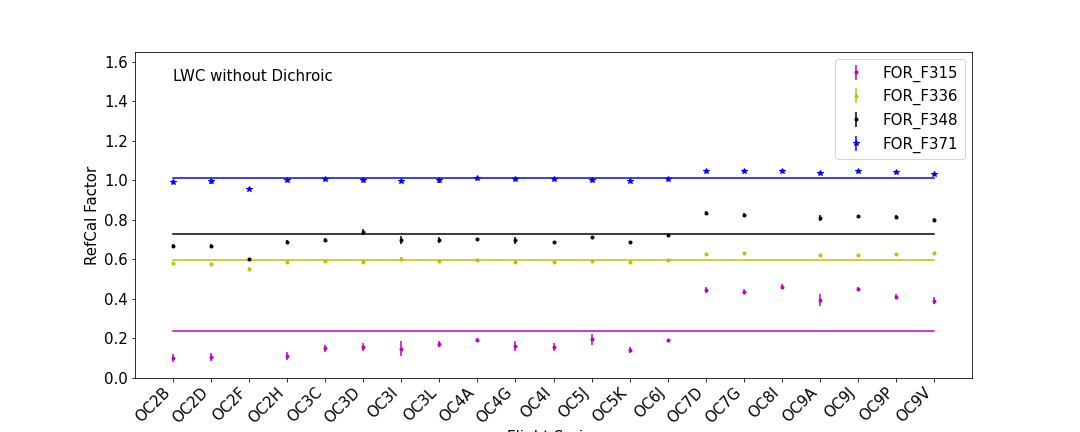 LWC without Dichroic
FOR_F315
FOR_F336
FOR_F348
FOR_F371
RefCal Factor
1.6
1.4
1.2
1.0
0.8
0.6
0.4
0.2
0.0
OC2B
OC2D
OC2F
OC2H
OC3C
OC3D
OC3I
OC3L
OC4A
OC4G
OC4I
OC5J
OC5K
OC6J
OC7D
OC7G
OC8I
OC9A
OC9J
OC9P
OC9V